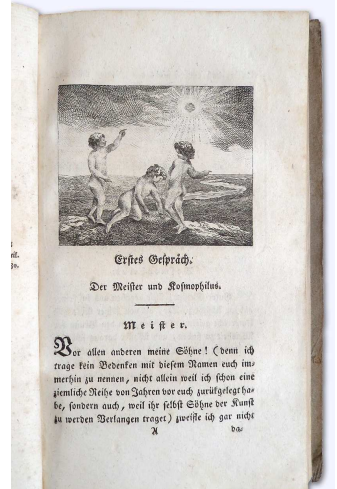 Erstes Gespräch.
Der Meister und Kosmophilus.
Meister.
Vor allen anderen meine Söhne! (denn ich
trage kein Bedenken mit diesem Namen euch im-
merhin zu nennen, nicht allein weil ich schon eine
ziemliche Reihe von Jahren vor euch zurückgelegt ha-
be, sondern auch, weil ihr selbst Söhne der Kunst
zu werden Verlangen traget) zweifle ich gar nicht
A da-